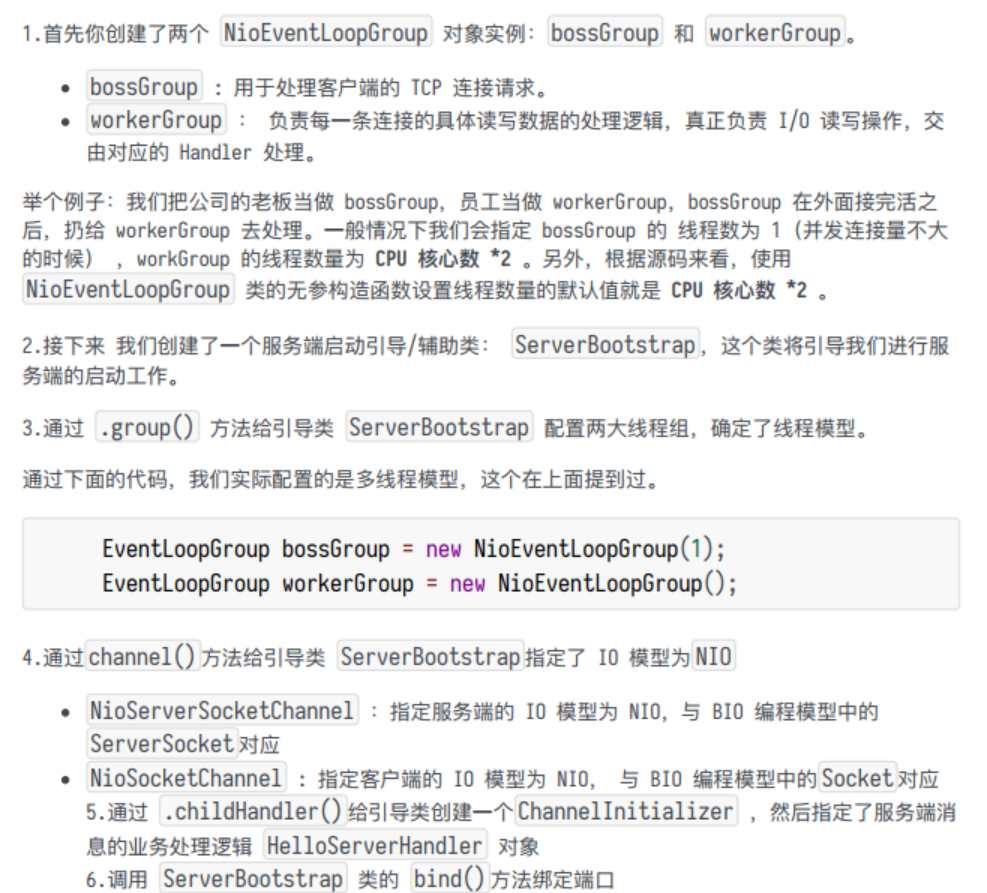 1.首先你创建了两个 NioEventLoopGroup 对象实例：bossGroup 和 workerGroup。
• bossGroup : 用于处理客户端的 TCP 连接请求。
• workerGroup : 负责每一条连接的具体读写数据的处理逻辑，真正负责 I/O 读写操作，交
由对应的 Handler 处理。
举个例子：我们把公司的老板当做 bossGroup，员工当做 workerGroup，bossGroup 在外面接完活之
后，扔给 workerGroup 去处理。一般情况下我们会指定 bossGroup 的 线程数为 1（并发连接量不大
的时候） ，workGroup 的线程数量为 CPU 核心数 *2 。另外，根据源码来看，使用
NioEventLoopGroup 类的无参构造函数设置线程数量的默认值就是 CPU 核心数 *2 。
2.接下来 我们创建了一个服务端启动引导/辅助类： ServerBootstrap，这个类将引导我们进行服
务端的启动工作。
3.通过 .group() 方法给引导类 ServerBootstrap 配置两大线程组，确定了线程模型。
通过下面的代码，我们实际配置的是多线程模型，这个在上面提到过。
EventLoopGroup bossGroup = new NioEventLoopGroup(1);
EventLoopGroup workerGroup = new NioEventLoopGroup();
4.通过channel()方法给引导类 ServerBootstrap指定了 IO 模型为NIO
• NioServerSocketChannel ：指定服务端的 IO 模型为 NIO，与 BIO 编程模型中的
ServerSocket对应
• NioSocketChannel : 指定客户端的 IO 模型为 NIO， 与 BIO 编程模型中的Socket对应
5.通过 .childHandler()给引导类创建一个ChannelInitializer ，然后指定了服务端消
息的业务处理逻辑 HelloServerHandler 对象
6.调用 ServerBootstrap 类的 bind()方法绑定端口